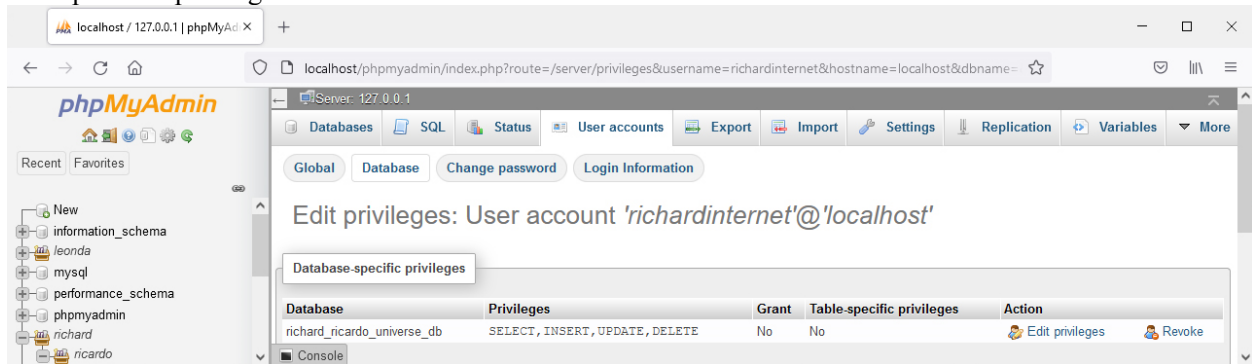 localhost / 127.0.0.1 | phpMyAd
localhost/phpmyadmin/index.php?route=/server/privileges&username=richardinternet&hostname=localhost&dbname=
phpMyAdmin
Recent Favorites
New
information_schema
leonda
mysql
performance_schema
phpmyadmin
richard
ricardo
Server: 127.0.0.1
Databases SQL Status User accounts Export Import Settings Replication Variables More
Global Database Change password Login Information
Edit privileges: User account 'richardinternet'@'localhost'
Database-specific privileges
Database Privileges Grant Table-specific privileges Action
richard_ricardo_universe_db SELECT, INSERT, UPDATE, DELETE No No Edit privileges Revoke
Console